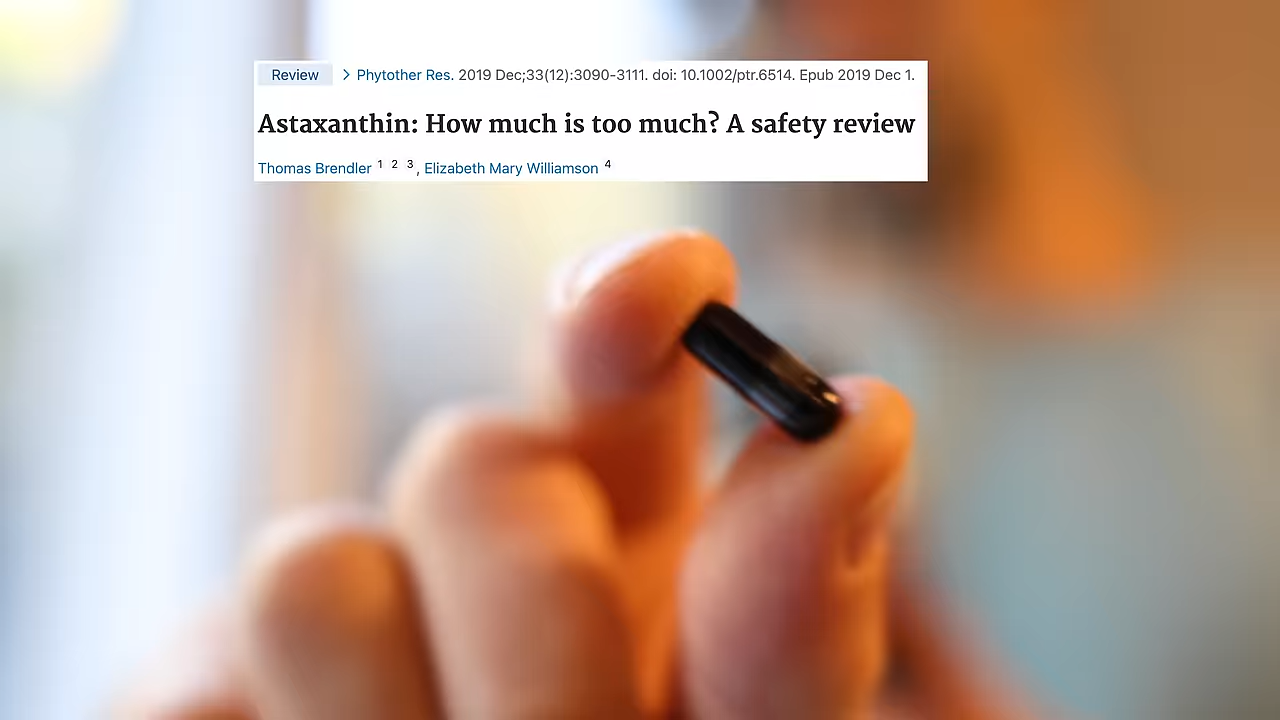 Review > Phytother Res. 2019 Dec;33(12):3090-3111. doi: 10.1002/ptr.6514. Epub 2019 Dec 1.
Astaxanthin: How much is too much? A safety review
Thomas Brendler 1 2 3, Elizabeth Mary Williamson 4